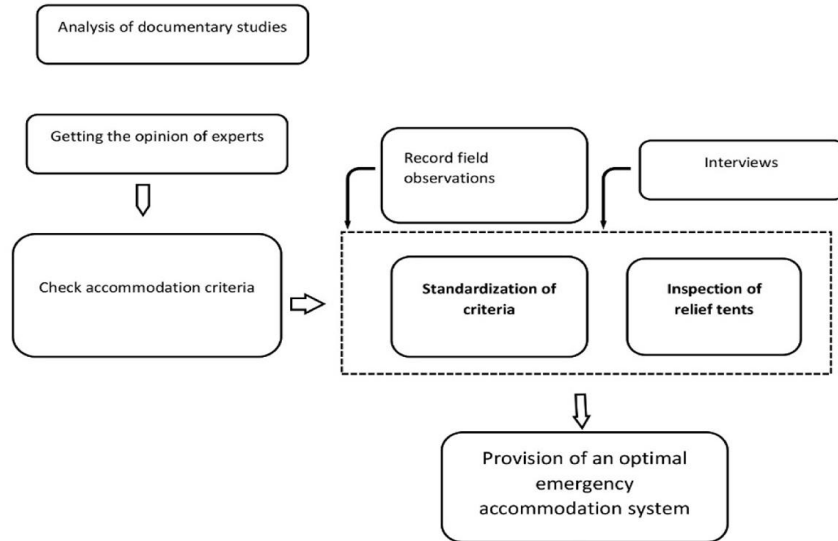 Analysis of documentary studies
Getting the opinion of experts
Record field
observations
Interviews
Check accommodation criteria
Standardization of
criteria
Inspection of
relief tents
Provision of an optimal
emergency
accommodation system